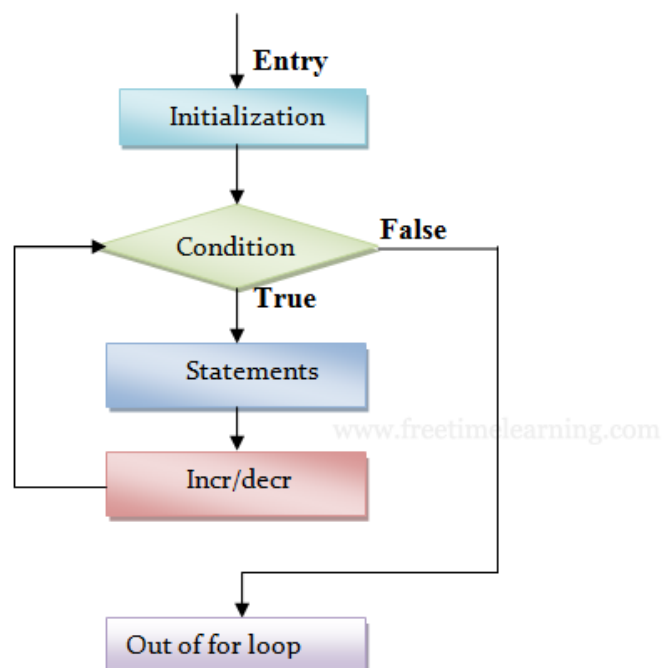 Entry
Initialization
Condition
False
True
Statements
www.freetimelearning.com
Incr/decr
Out of for loop